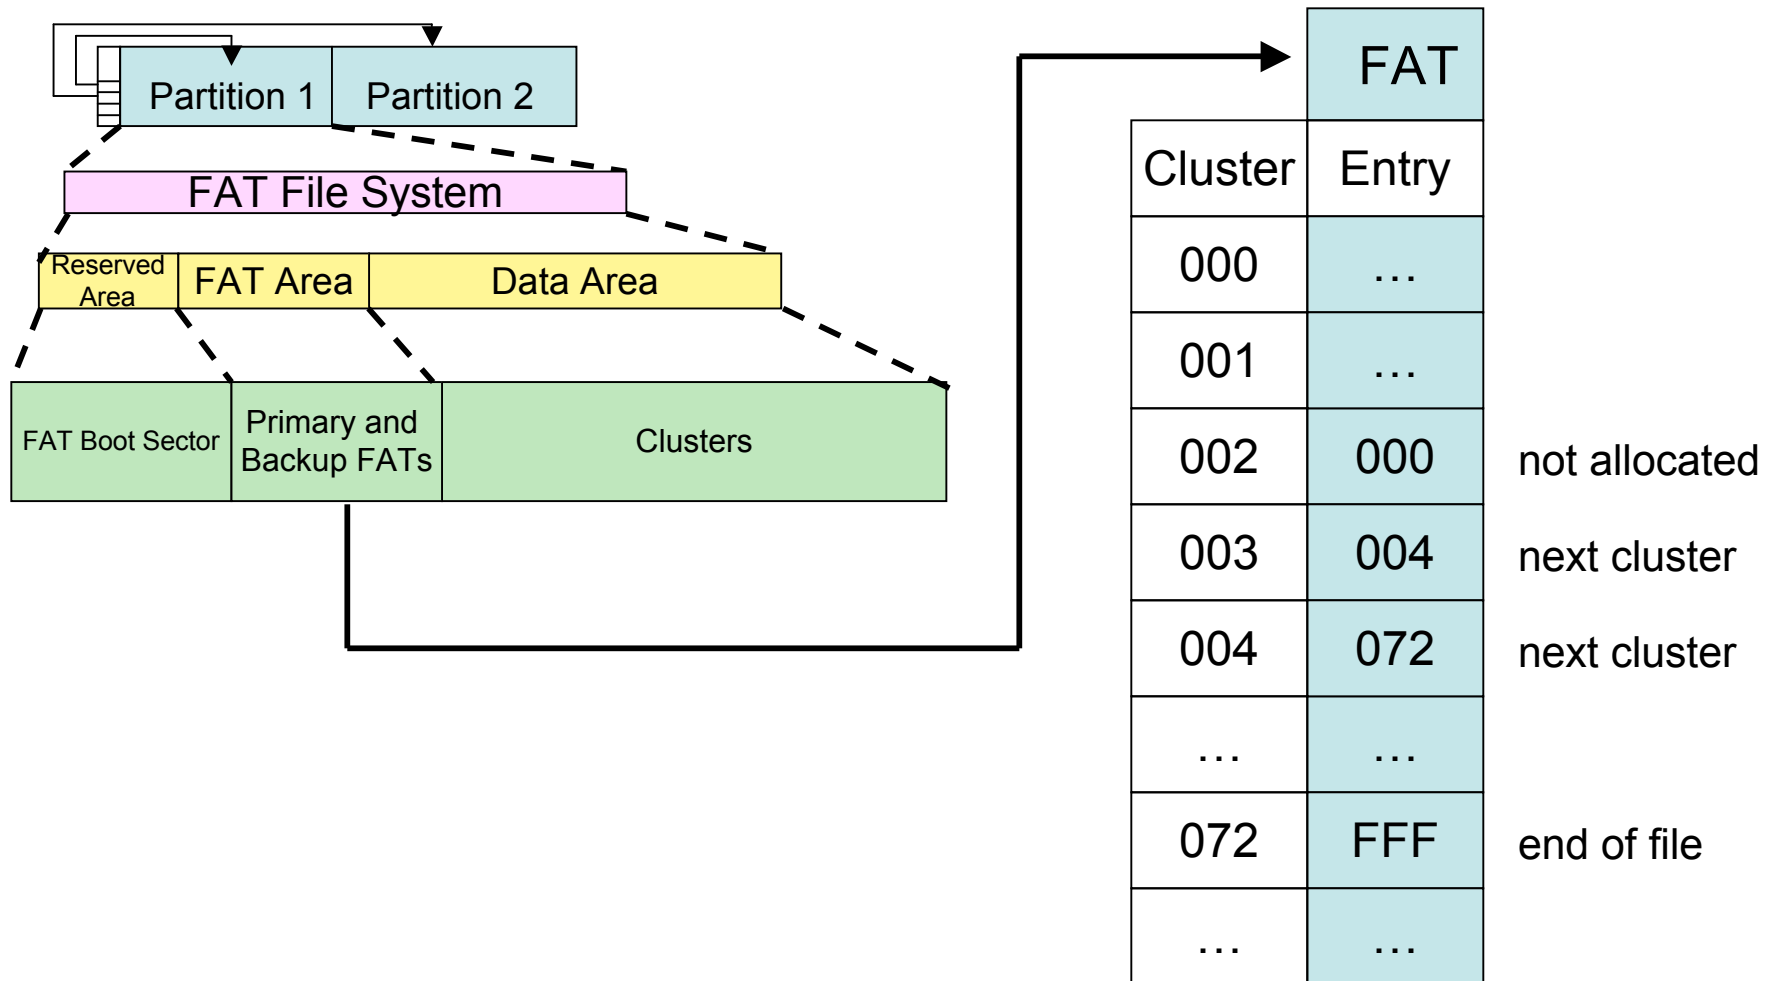 Partition 1 Partition 2
FAT File System
Reserved
Area
FAT Area
Data Area
FAT Boot Sector
Primary and
Backup FATs
Clusters
FAT
Cluster Entry
000 …
001 …
002 000 not allocated
003 004 next cluster
004 072 next cluster
… …
072 FFF end of file
… …